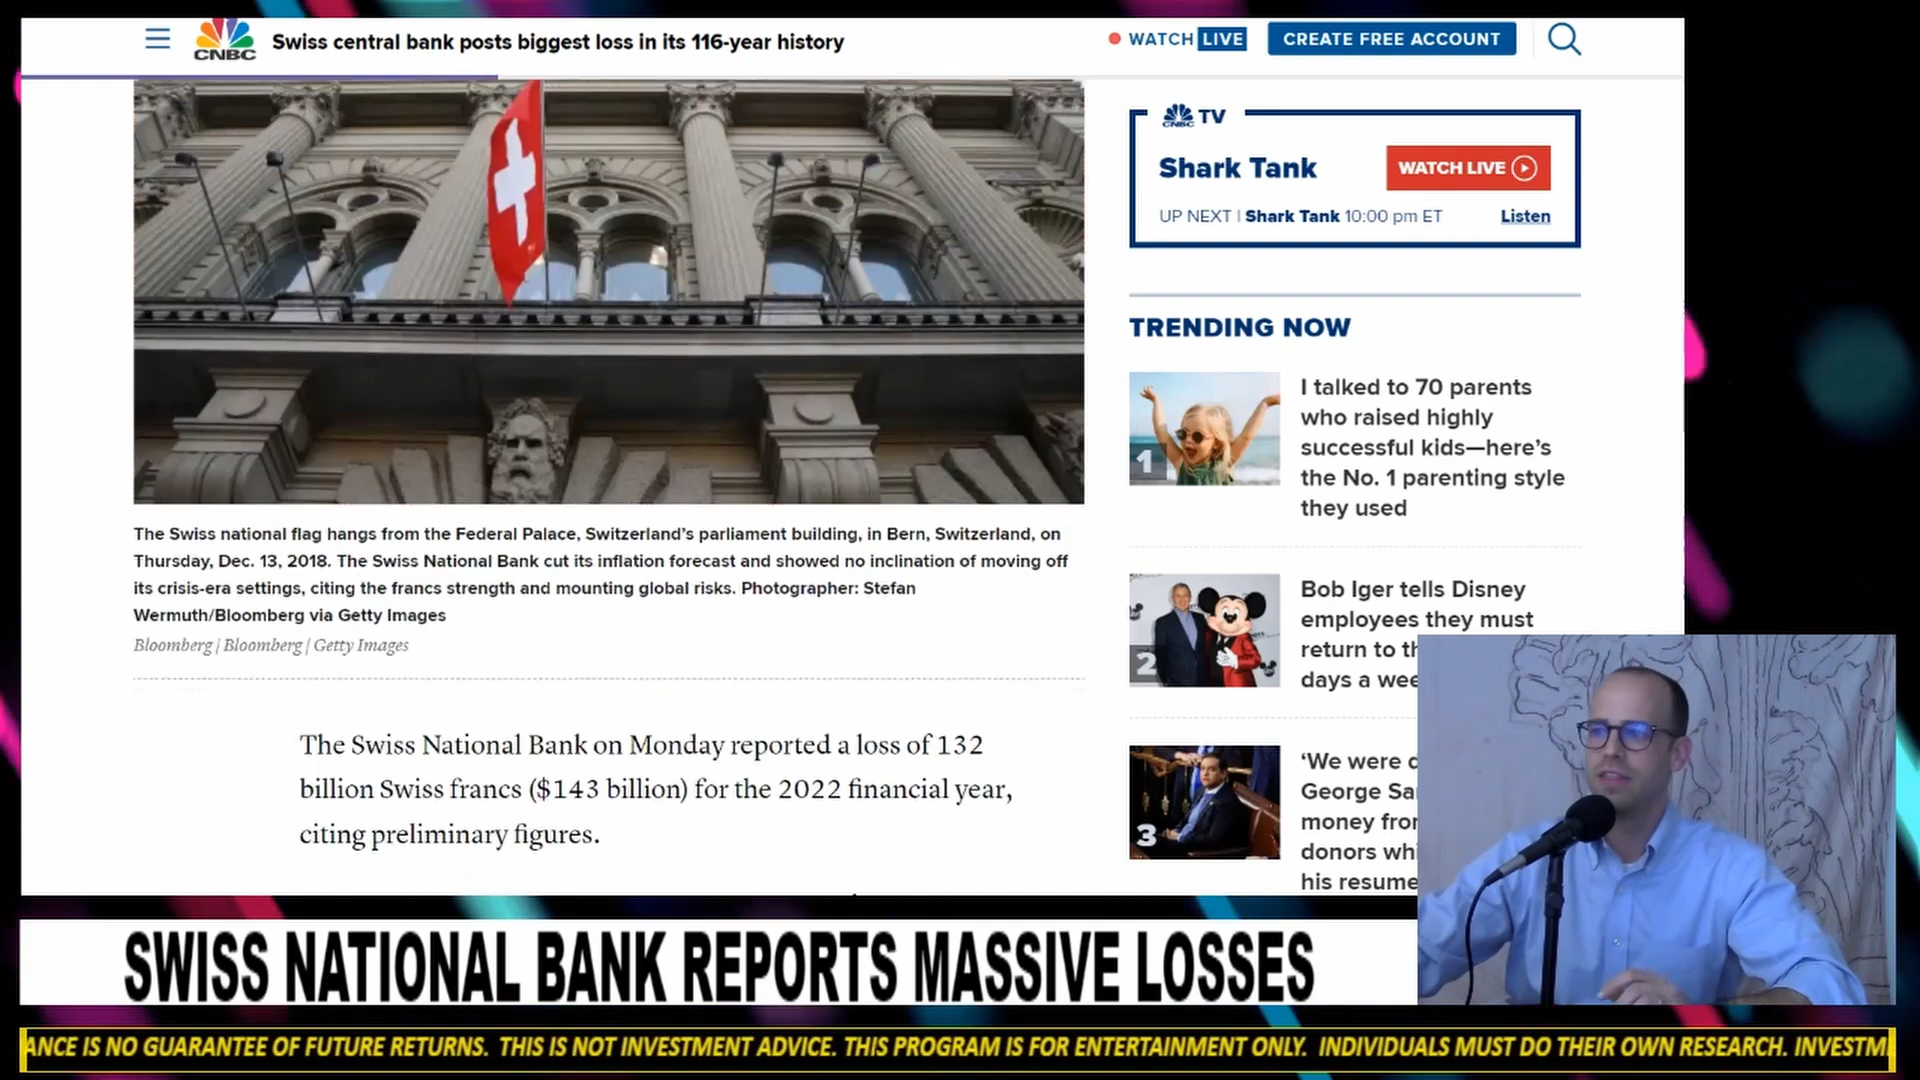 CNBC
Swiss central bank posts biggest loss in its 116-year history
WATCH LIVE
CREATE FREE ACCOUNT
CNBC TV
Shark Tank
WATCH LIVE
UP NEXT | Shark Tank 10:00 pm ET
Listen
The Swiss national flag hangs from the Federal Palace, Switzerland's parliament building, in Bern, Switzerland, on
Thursday, Dec. 13, 2018. The Swiss National Bank cut its inflation forecast and showed no inclination of moving off
its crisis-era settings, citing the francs strength and mounting global risks. Photographer: Stefan
Wermuth/Bloomberg via Getty Images
Bloomberg | Bloomberg | Getty Images
The Swiss National Bank on Monday reported a loss of 132
billion Swiss francs ($143 billion) for the 2022 financial year,
citing preliminary figures.
TRENDING NOW
1
I talked to 70 parents
who raised highly
successful kids—here's
the No. 1 parenting style
they used
2
Bob Iger tells Disney
employees they must
return to
days a
3
'We were
George
money
donors
his resume
SWISS NATIONAL BANK REPORTS MASSIVE LOSSES
IS NO GUARANTEE OF FUTURE RETURNS. THIS IS NOT INVESTMENT ADVICE. THIS PROGRAM IS FOR ENTERTAINMENT ONLY. INDIVIDUALS MUST DO THEIR OWN RESEARCH.